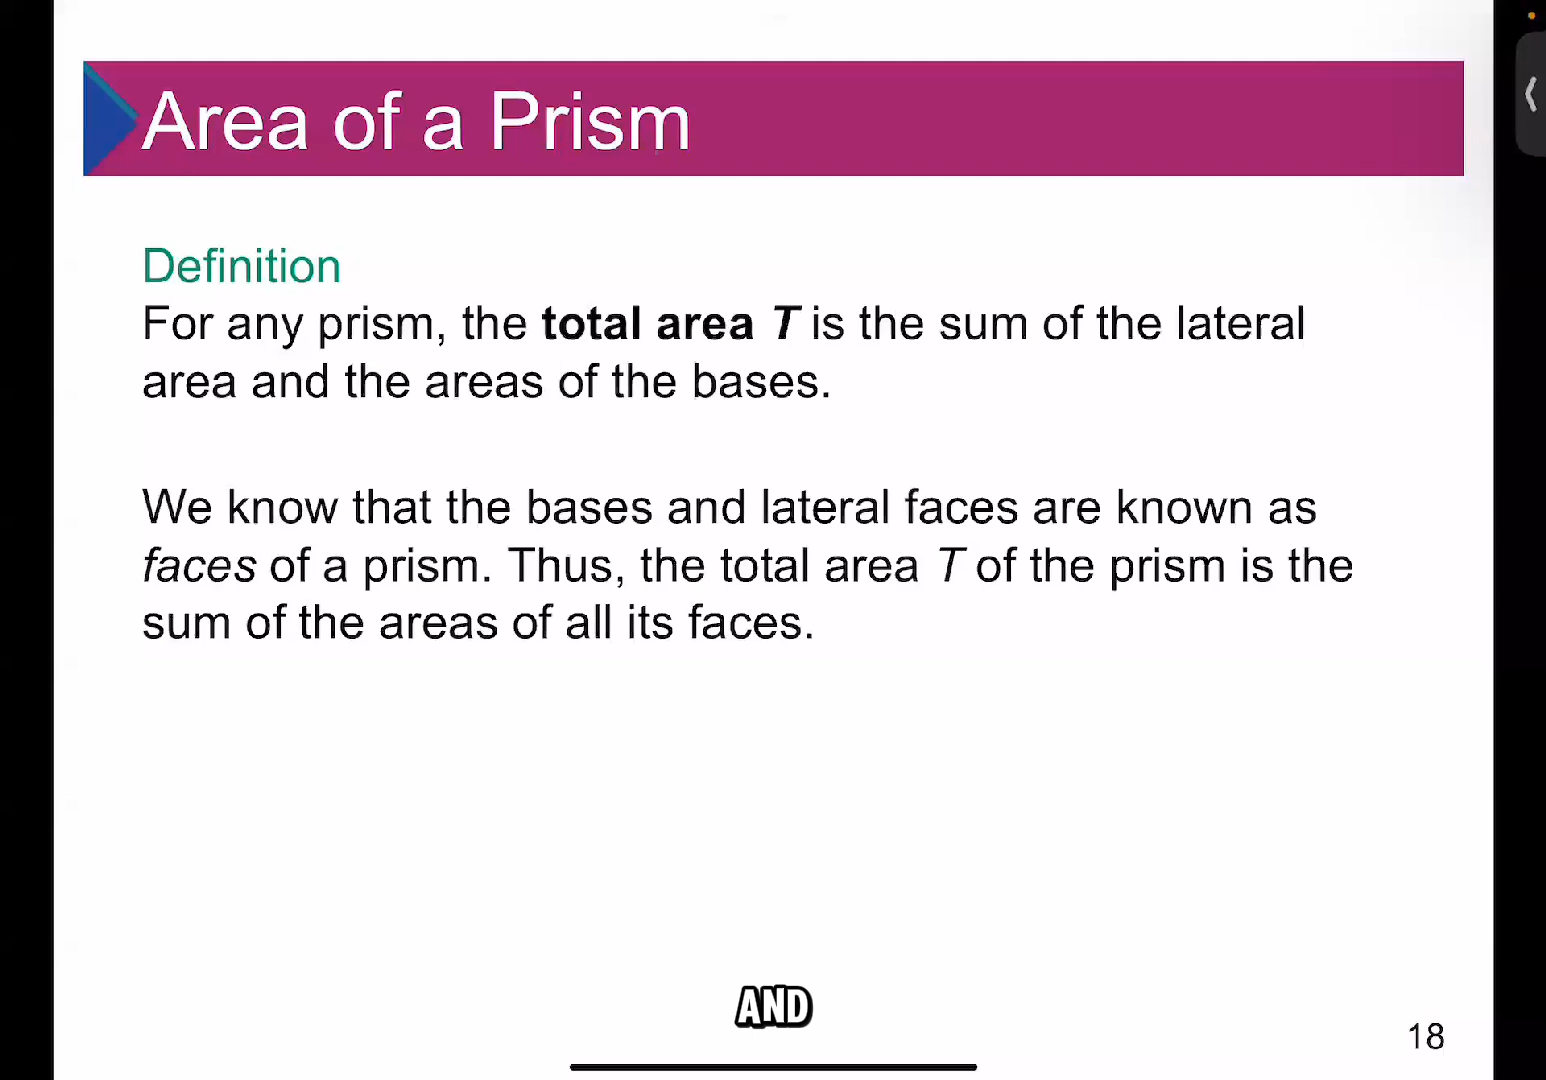 Area of a Prism
Definition
For any prism, the total area T is the sum of the lateral
area and the areas of the bases.
We know that the bases and lateral faces are known as
faces of a prism. Thus, the total area T of the prism is the
sum of the areas of all its faces.
AND
18